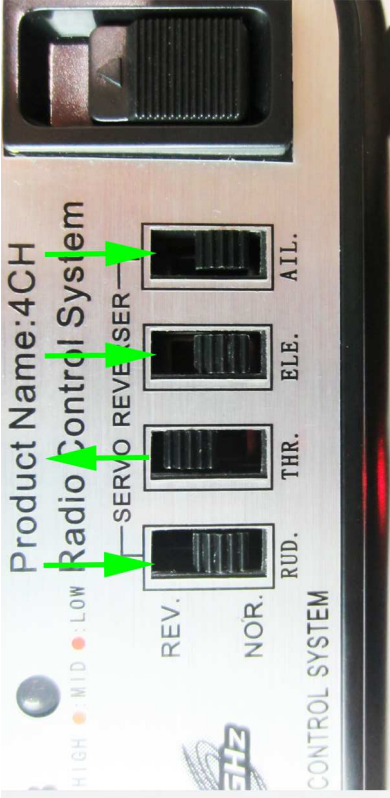 Product Name:4CH
Radio Control System
HIGH :MID :LOW
SERVO REVERSER
REV.
NOR.
AIL.
ELE.
THR.
RUD.
GHz
CONTROL SYSTEM